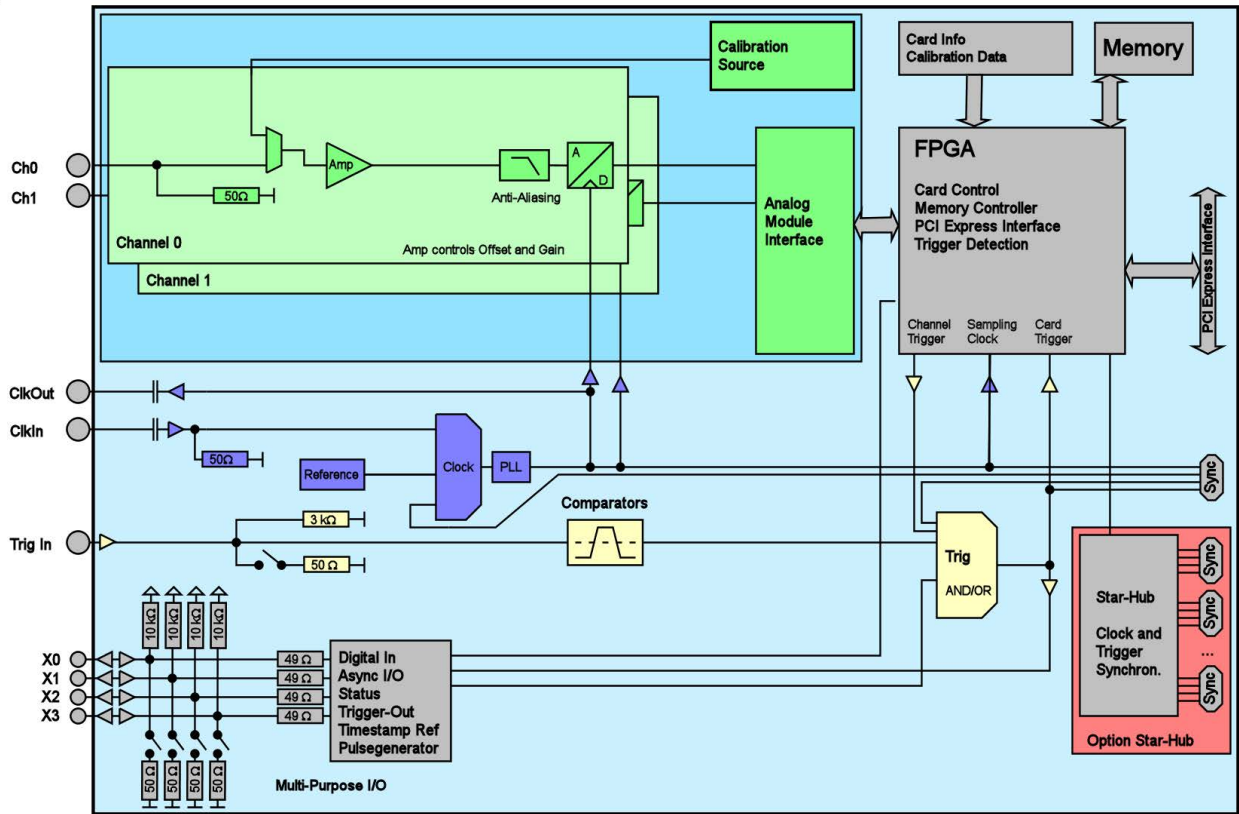 Calibration
Source
Card Info
Calibration Data
Memory
Ch0
Ch1
50Ω
Amp
Anti-Aliasing
A
D
Channel 0
Amp controls Offset and Gain
Channel 1
Analog
Module
Interface
FPGA
Card Control
Memory Controller
PCI Express Interface
Trigger Detection
Channel
Trigger
Sampling
Clock
Card
Trigger
PCI Express Interface
ClkOut
ClkIn
50Ω
Reference
Clock
PLL
Sync
Trig In
3 kΩ
50 Ω
Comparators
Trig
AND/OR
10 kΩ
10 kΩ
10 kΩ
10 kΩ
X0
X1
X2
X3
49 Ω
49 Ω
49 Ω
49 Ω
Digital In
Async I/O
Status
Trigger-Out
Timestamp Ref
Pulsegenerator
50 Ω
50 Ω
50 Ω
50 Ω
Multi-Purpose I/O
Star-Hub
Clock and
Trigger
Synchron.
Sync
Sync
...
Sync
Option Star-Hub